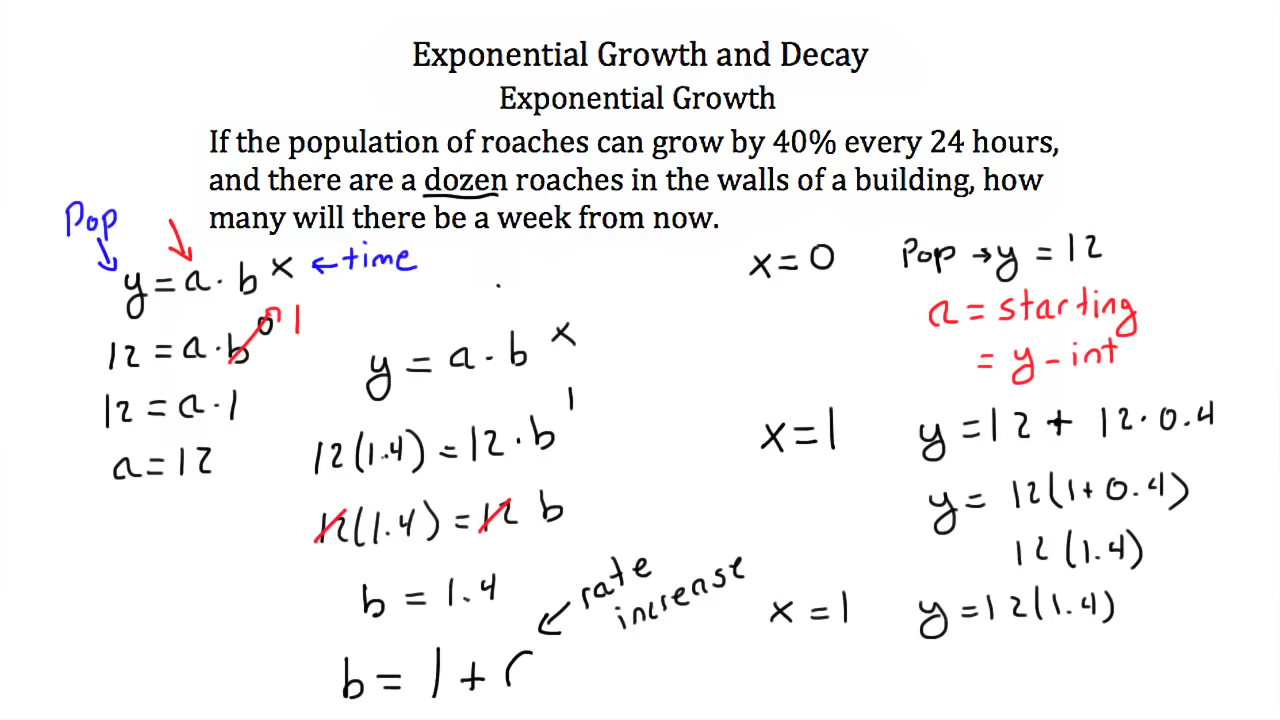 Exponential Growth and Decay
Exponential Growth
If the population of roaches can grow by 40% every 24 hours,
and there are a dozen roaches in the walls of a building, how
many will there be a week from now.
Pop
y = a · b^x ← time
12 = a · b^0 1
12 = a · 1
a = 12
y = a · b^x
12(1.4) = 12 · b^1
12(1.4) = 12 b
b = 1.4
rate
increase
b = 1 +
x = 0 Pop → y = 12
a = starting
= y-int
x = 1 y = 12 + 12 · 0.4
y = 12(1 + 0.4)
12(1.4)
x = 1 y = 12(1.4)